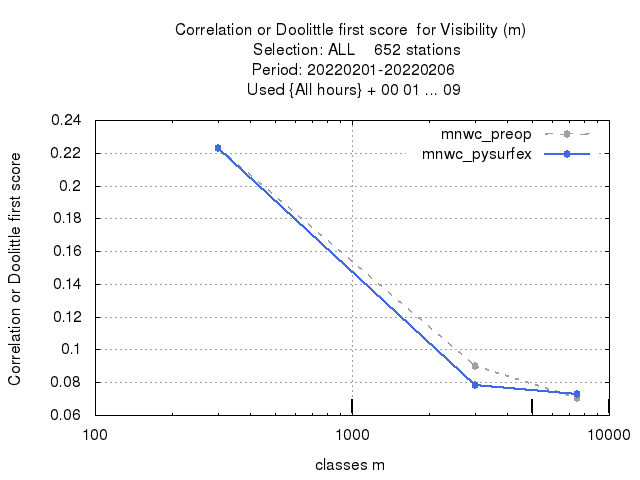 Correlation or Doolittle first score  for Visibility (m)
Selection: ALL    652 stations
Period: 20220201-20220206
Used {All hours} + 00 01 ... 09
mnwc_preop
mnwc_pysurfex
Correlation or Doolittle first score
0.24
0.22
0.2
0.18
0.16
0.14
0.12
0.1
0.08
0.06
100 1000 10000
classes m